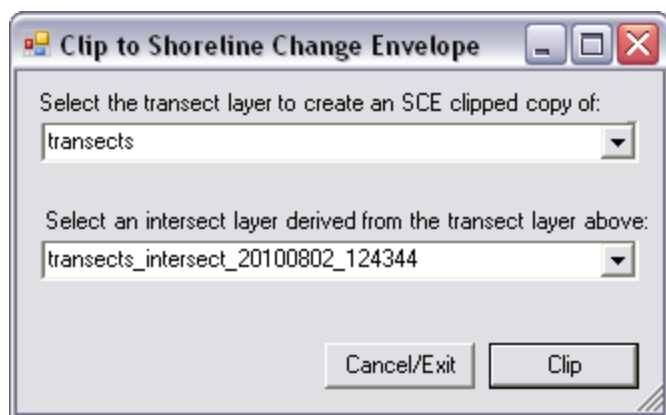 Clip to Shoreline Change Envelope
Select the transect layer to create an SCE clipped copy of:
transects
Select an intersect layer derived from the transect layer above:
transects_intersect_20100802_124344
Cancel/Exit Clip